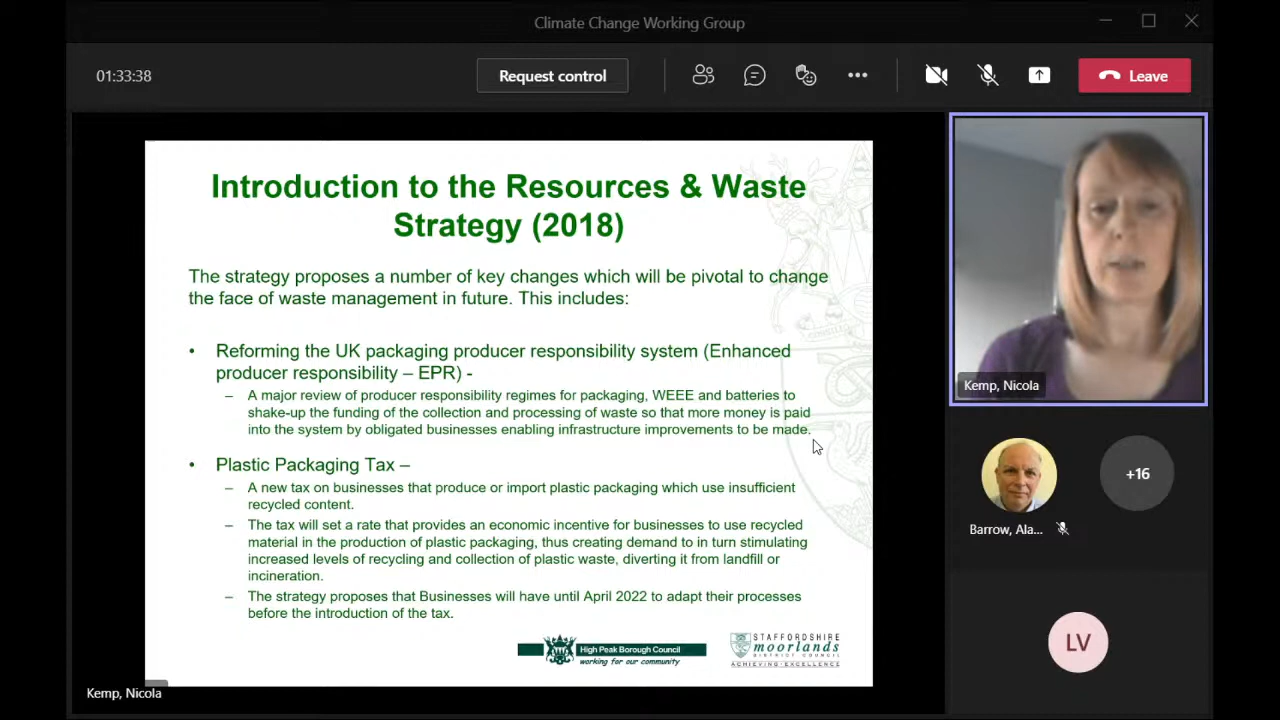 Climate Change Working Group
01:33:38
Request control
Leave
Introduction to the Resources & Waste
Strategy (2018)
The strategy proposes a number of key changes which will be pivotal to change
the face of waste management in future. This includes:
• Reforming the UK packaging producer responsibility system (Enhanced
producer responsibility – EPR) -
– A major review of producer responsibility regimes for packaging, WEEE and batteries to
shake-up the funding of the collection and processing of waste so that more money is paid
into the system by obligated businesses enabling infrastructure improvements to be made.
• Plastic Packaging Tax –
– A new tax on businesses that produce or import plastic packaging which use insufficient
recycled content.
– The tax will set a rate that provides an economic incentive for businesses to use recycled
material in the production of plastic packaging, thus creating demand to in turn stimulating
increased levels of recycling and collection of plastic waste, diverting it from landfill or
incineration.
– The strategy proposes that Businesses will have until April 2022 to adapt their processes
before the introduction of the tax.
High Peak Borough Council
working for our community
STAFFORDSHIRE
moorlands
DISTRICT COUNCIL
ACHIEVING EXCELLENCE
Kemp, Nicola
Kemp, Nicola
Barrow, Ala...
+16
LV